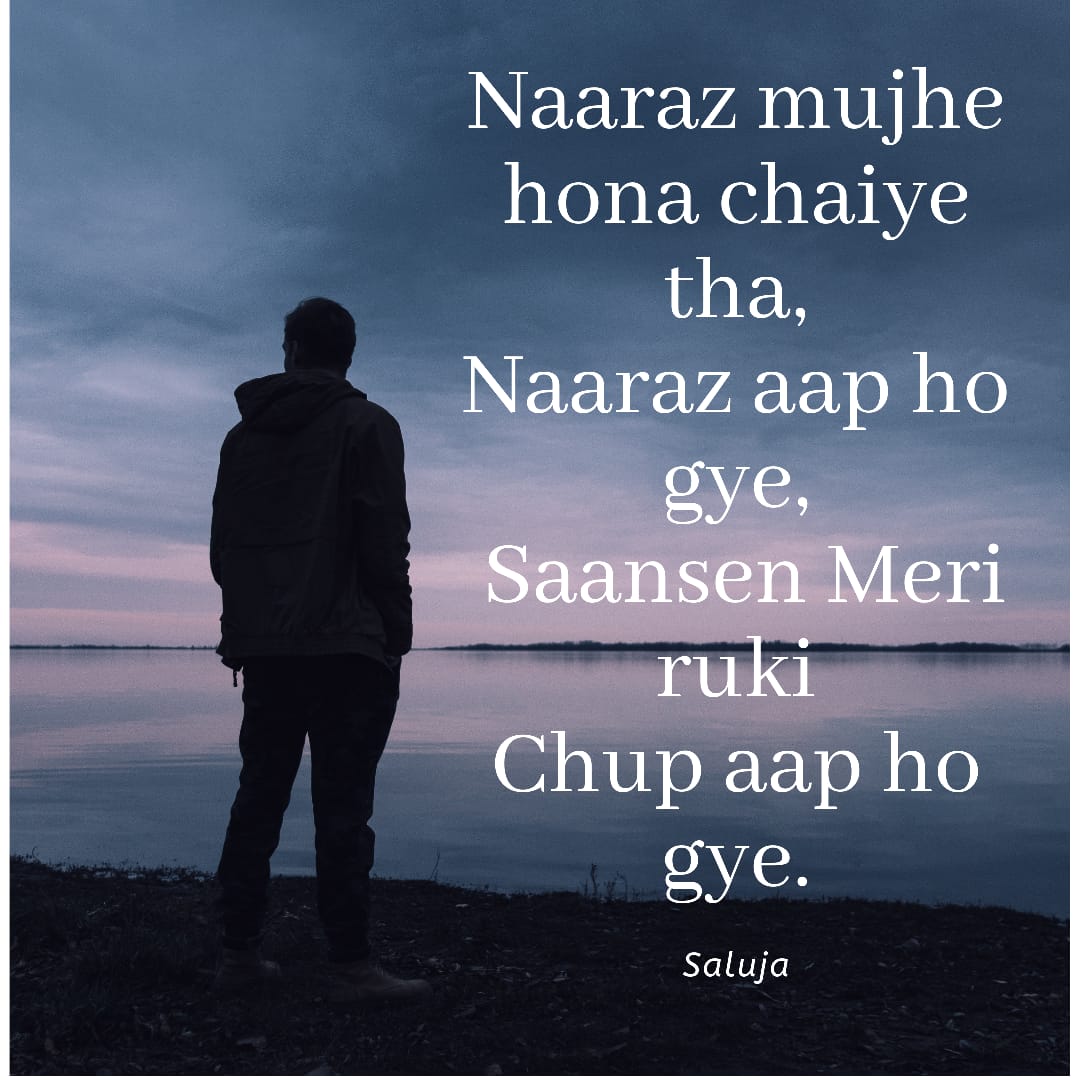 Naaraz mujhe
hona chaiye
tha,
Naaraz aap ho
gye,
Saansen Meri
ruki
Chup aap ho
gye.
Saluja